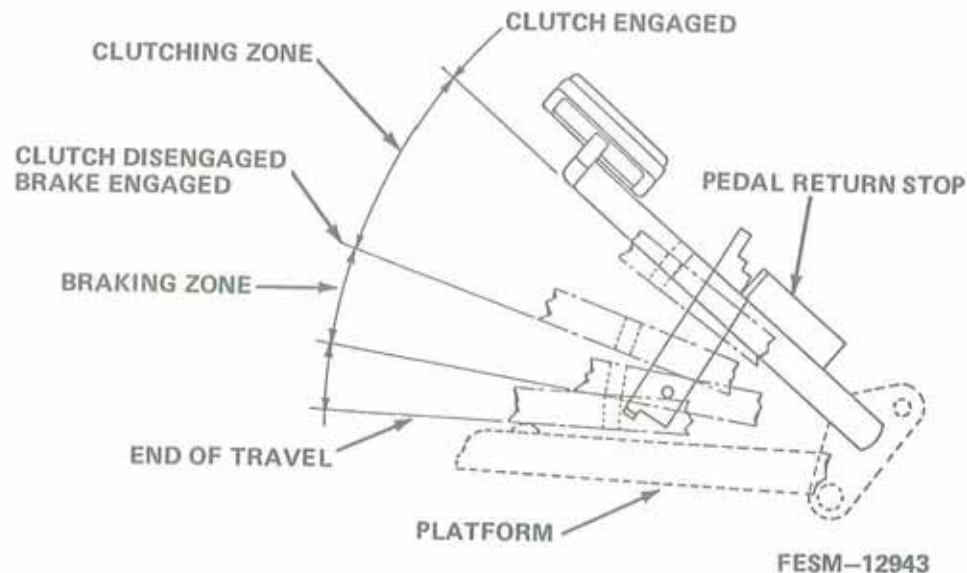 CLUTCH ENGAGED
CLUTCHING ZONE
CLUTCH DISENGAGED
BRAKE ENGAGED
PEDAL RETURN STOP
BRAKING ZONE
END OF TRAVEL
PLATFORM
FESM–12943